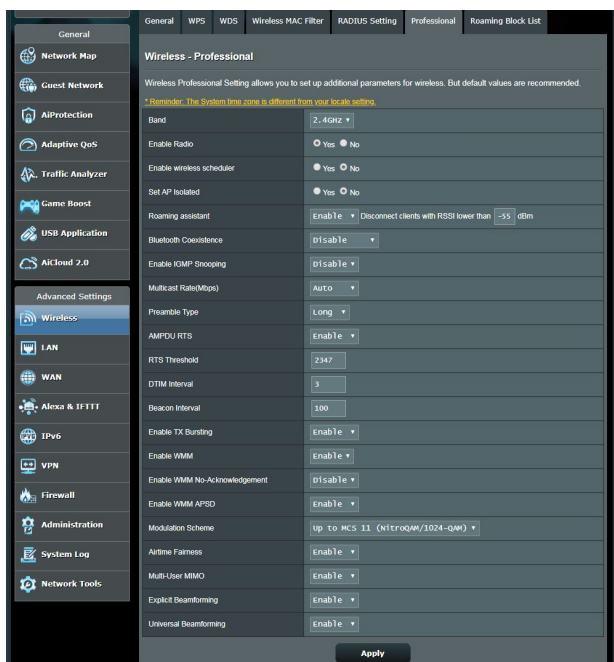 General
Network Map
Guest Network
AiProtection
Adaptive QoS
Traffic Analyzer
Game Boost
USB Application
AiCloud 2.0
Advanced Settings
Wireless
LAN
WAN
Alexa & IFTTT
IPv6
VPN
Firewall
Administration
System Log
Network Tools
General WPS WDS Wireless MAC Filter RADIUS Setting Professional Roaming Block List
Wireless - Professional
Wireless Professional Setting allows you to set up additional parameters for wireless. But default values are recommended.
* Reminder: The System time zone is different from your locale setting.
Band 2.4GHz
Enable Radio Yes No
Enable wireless scheduler Yes No
Set AP Isolated Yes No
Roaming assistant Enable Disconnect clients with RSSI lower than -55 dBm
Bluetooth Coexistence Disable
Enable IGMP Snooping Disable
Multicast Rate(Mbps) Auto
Preamble Type Long
AMPDU RTS Enable
RTS Threshold 2347
DTIM Interval 3
Beacon Interval 100
Enable TX Bursting Enable
Enable WMM Enable
Enable WMM No-Acknowledgement Disable
Enable WMM APSD Enable
Modulation Scheme Up to MCS 11 (NitroQAM/1024-QAM)
Airtime Fairness Enable
Multi-User MIMO Enable
Explicit Beamforming Enable
Universal Beamforming Enable
Apply